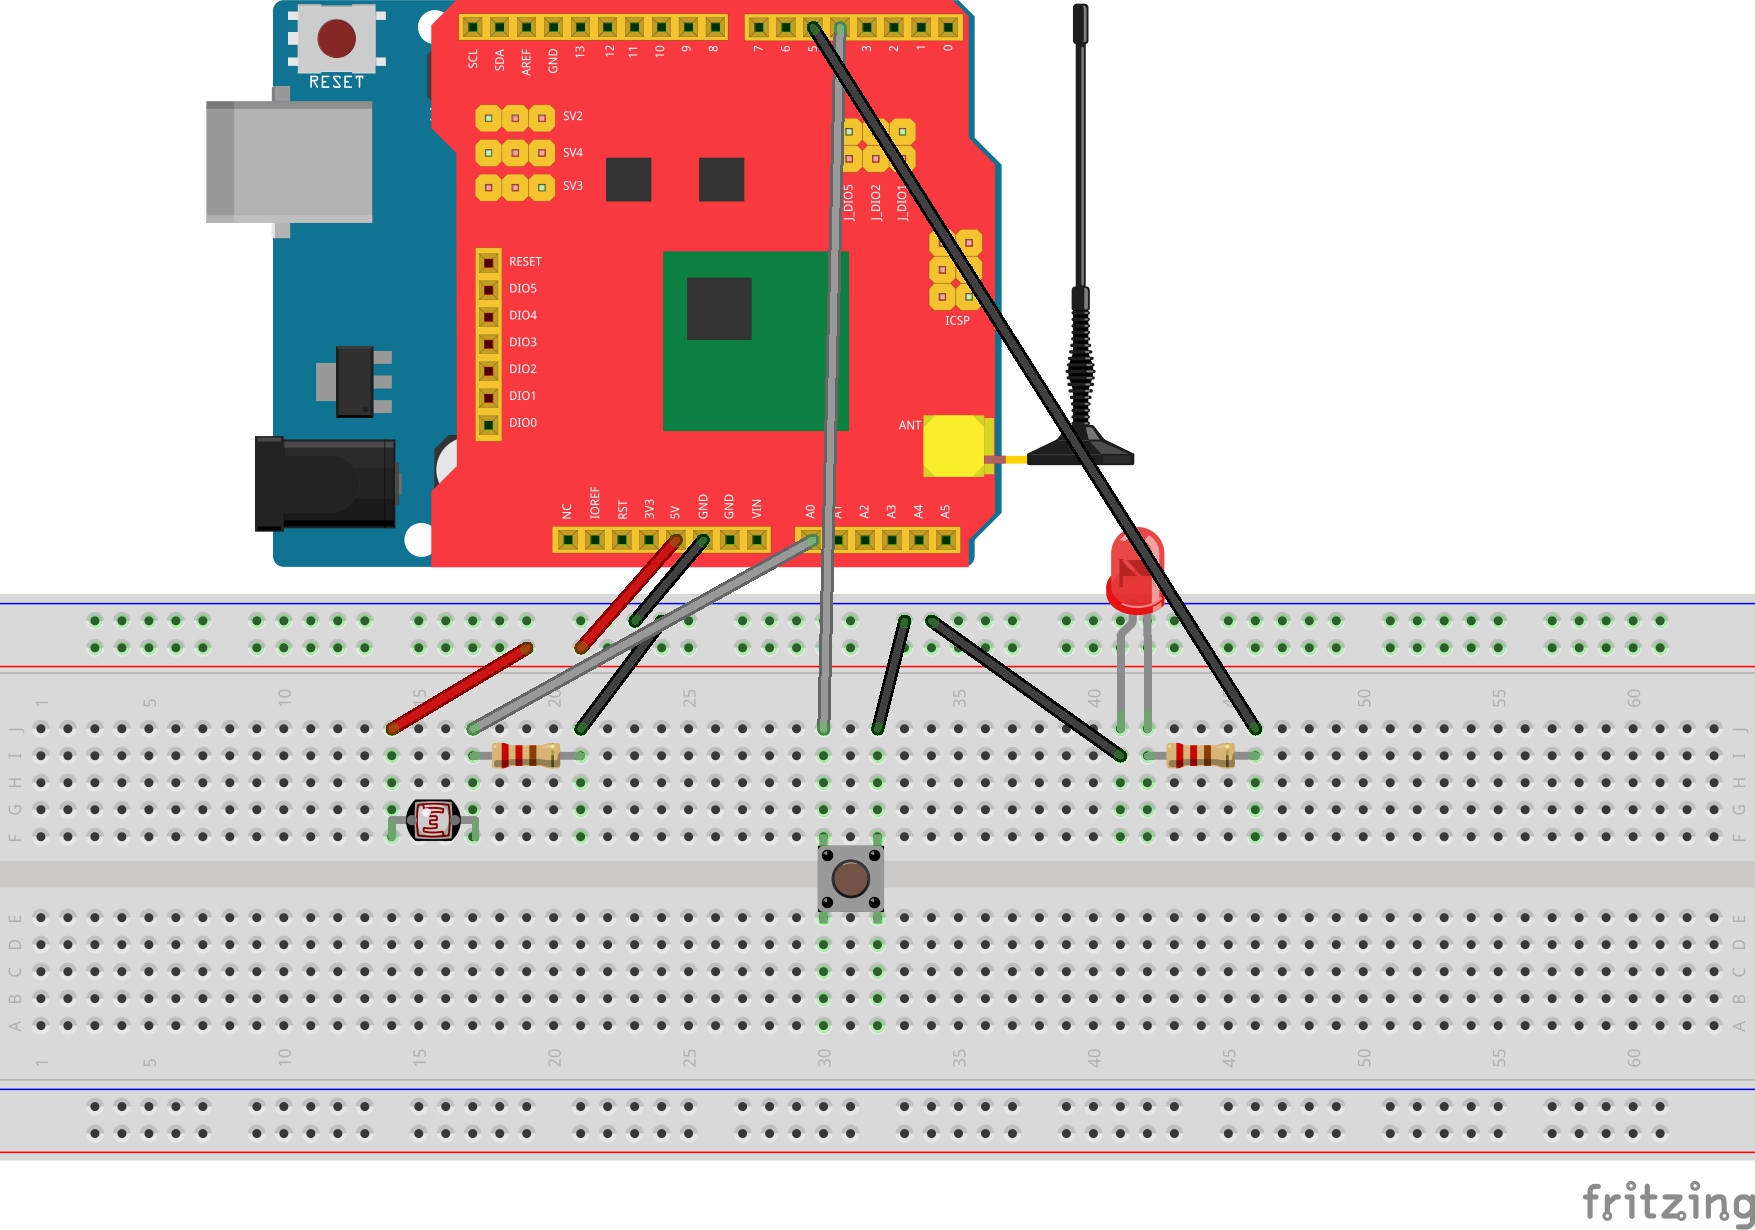 RESET
SCL SDA AREF GND 13 12 11 10 9 8 7 6 5 3 2 1 0
SV2
SV4
SV3
J_DIO5 J_DIO2 J_DIO1
RESET
DIO5
DIO4
DIO3
DIO2
DIO1
DIO0
ICSP
ANT
NC IOREF RST 3V3 5V GND GND VIN A0 A1 A2 A3 A4 A5
1 5 10 15 20 25 35 40 45 50 55 60
J J
I I
H H
G G
F F
E E
D D
C C
B B
A A
1 5 10 15 20 25 30 35 40 45 50 55 60
fritzing